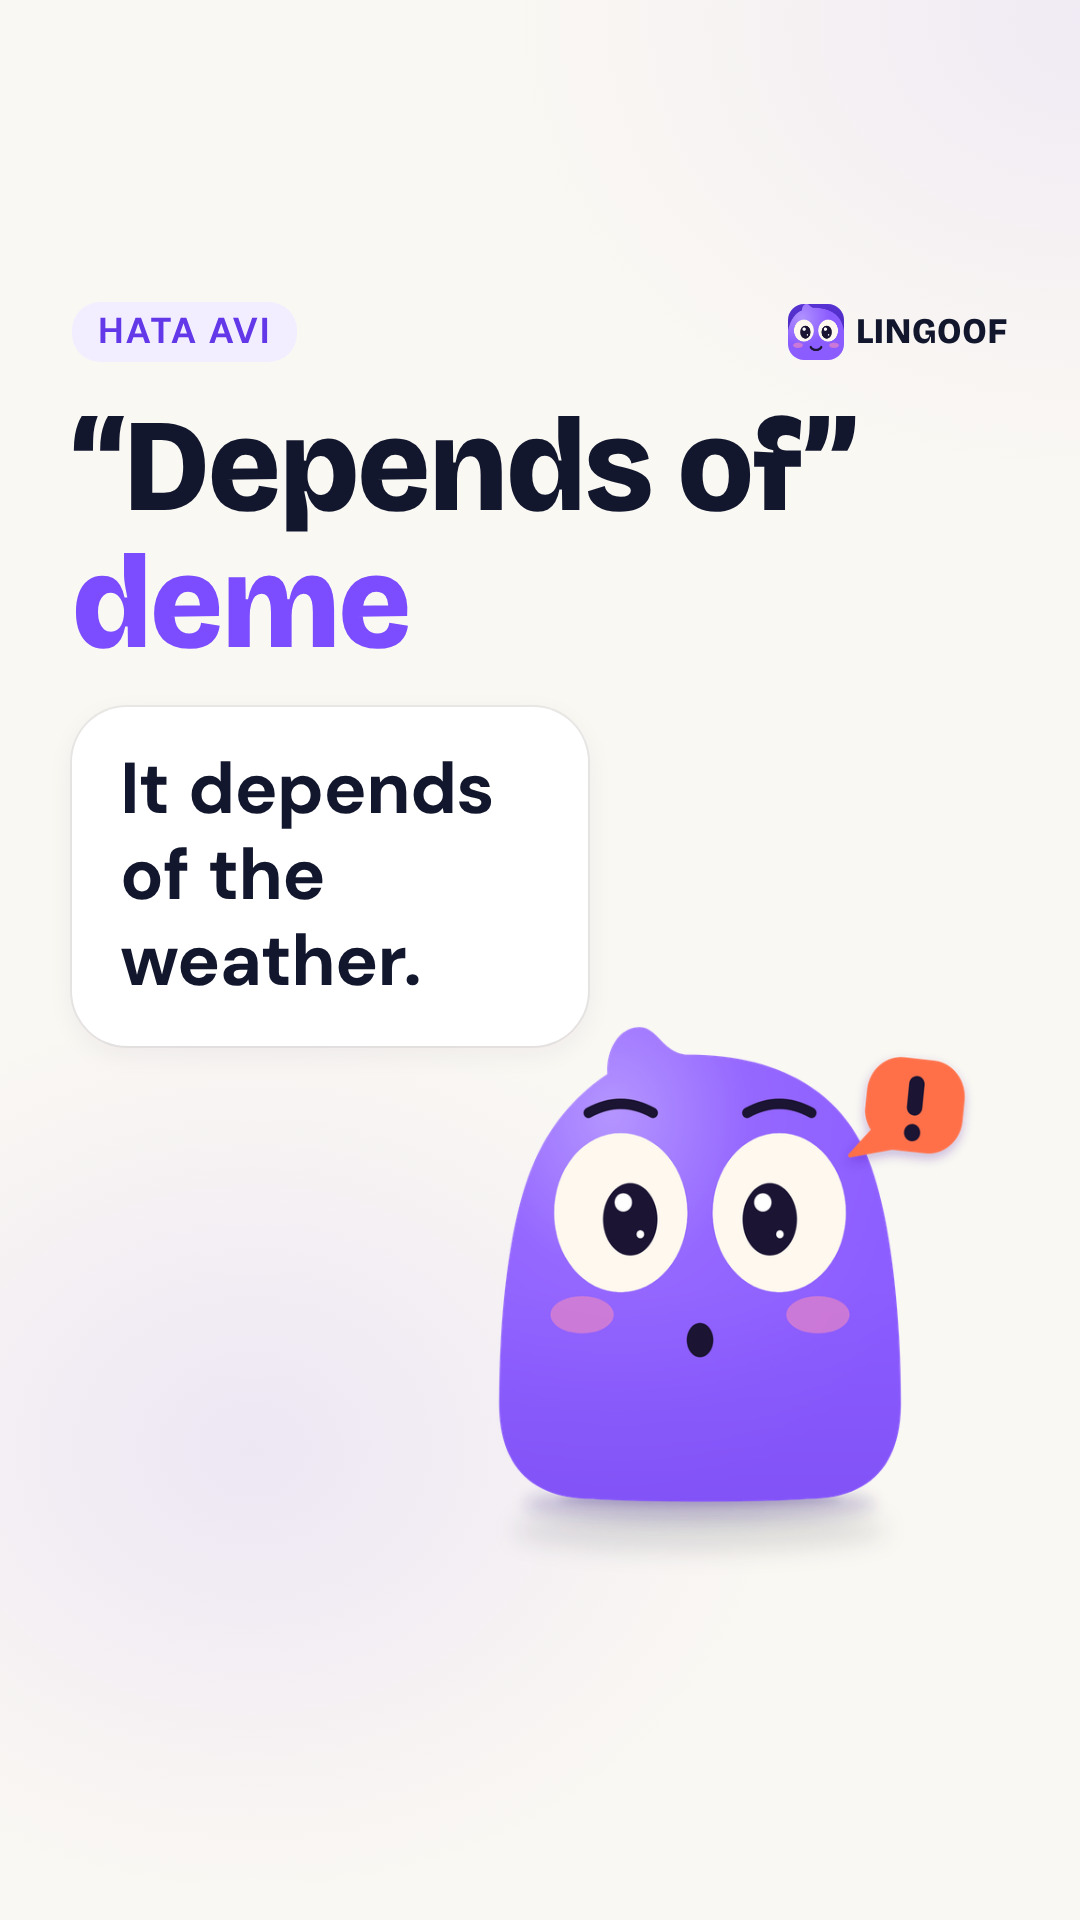 HATA AVI
LINGOOF
“Depends of”
deme
It depends
of the
weather.
!